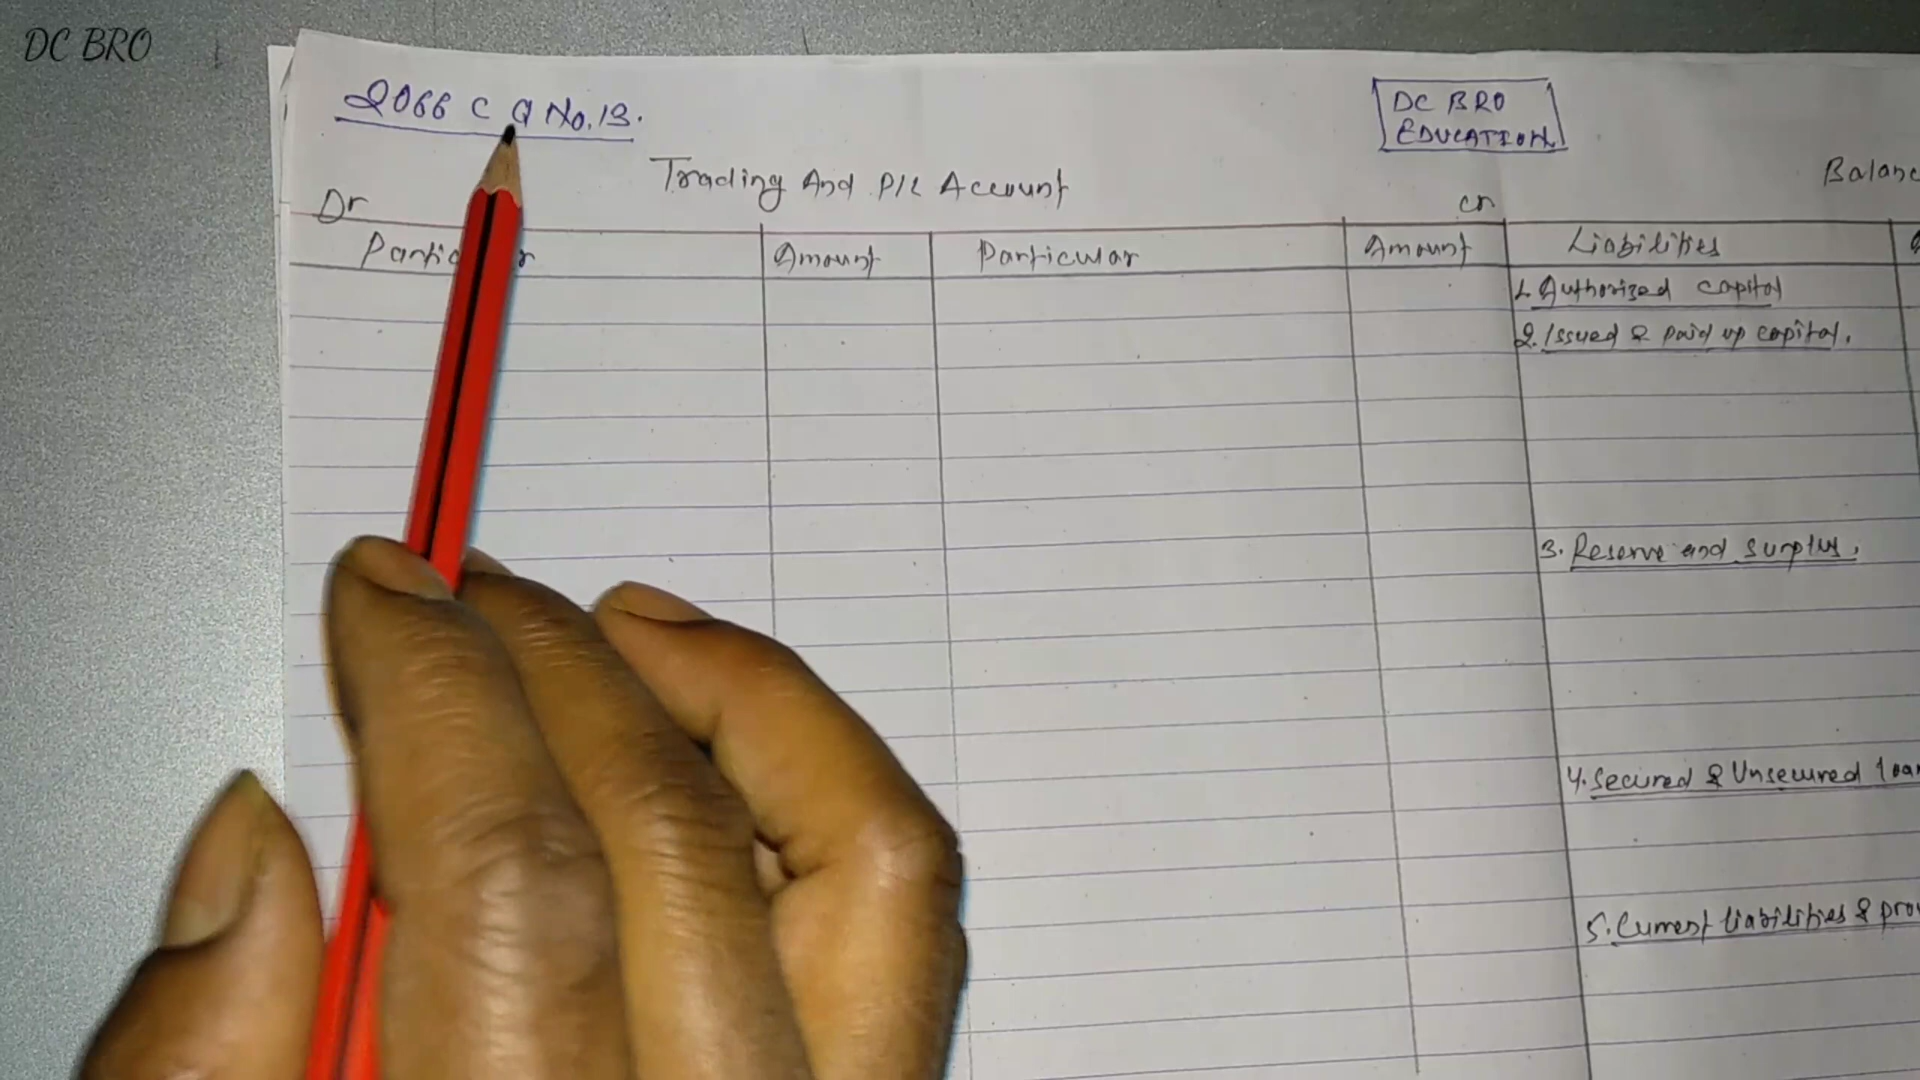 DC BRO
2066 C Q No. 13.
DC BRO
EDUCATION
Trading And P/L Account
Dr
Cr
Amount
Particular
Amount
Liabilities
1. Authorized capital
2. Issued & paid up capital.
3. Reserve and surplus.
4. Secured & Unsecured
5. Current liabilities &